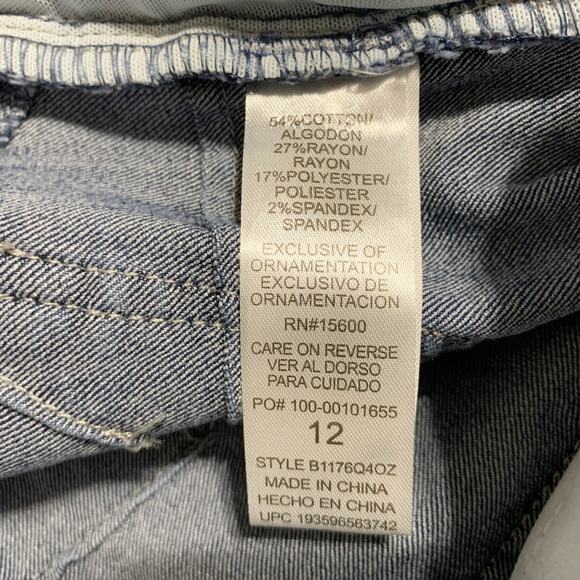 54%COTTON/
ALGODON
27%RAYON/
RAYON
17%POLYESTER/
POLIESTER
2%SPANDEX/
SPANDEX
EXCLUSIVE OF
ORNAMENTATION
EXCLUSIVO DE
ORNAMENTACION
RN#15600
CARE ON REVERSE
VER AL DORSO
PARA CUIDADO
PO# 100-00101655
12
STYLE B1176Q4OZ
MADE IN CHINA
HECHO EN CHINA
UPC 193596563742